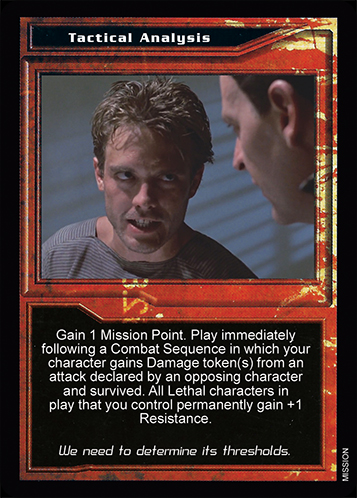 Tactical Analysis
Gain 1 Mission Point. Play immediately
following a Combat Sequence in which your
character gains Damage token(s) from an
attack declared by an opposing character
and survived. All Lethal characters in
play that you control permanently gain +1
Resistance.
We need to determine its thresholds.
MISSION